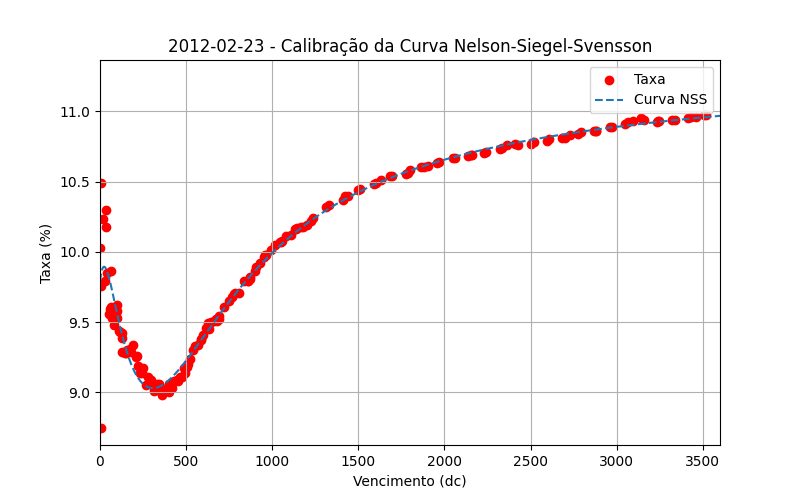 2012-02-23 - Calibração da Curva Nelson-Siegel-Svensson
Taxa
Curva NSS
Taxa (%)
11.0
10.5
10.0
9.5
9.0
0 500 1000 1500 2000 2500 3000 3500
Vencimento (dc)